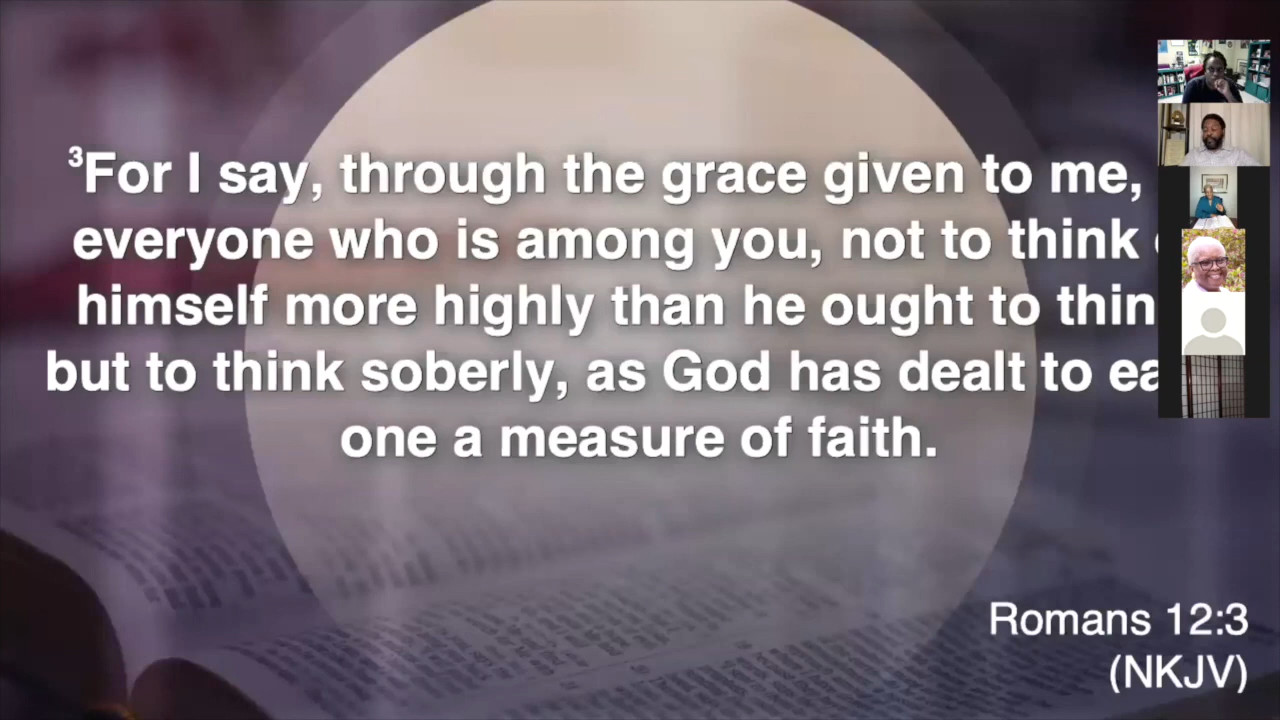 3For I say, through the grace given to me,
everyone who is among you, not to think
himself more highly than he ought to thin
but to think soberly, as God has dealt to ea
one a measure of faith.
Romans 12:3
(NKJV)